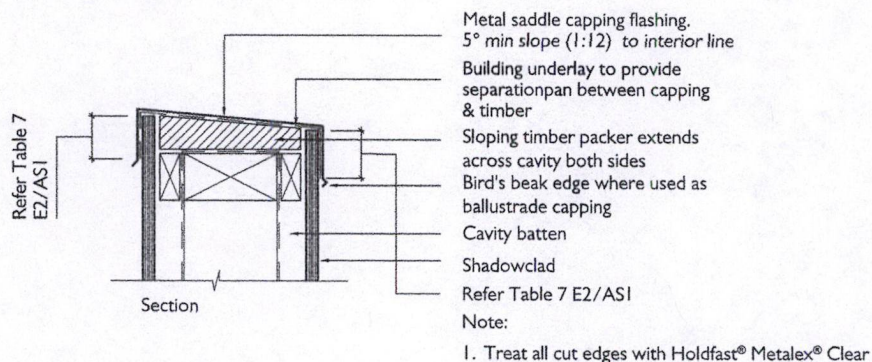 Metal saddle capping flashing.
5° min slope (1:12) to interior line
Building underlay to provide
separationpan between capping
& timber
Sloping timber packer extends
across cavity both sides
Bird's beak edge where used as
ballustrade capping
Cavity batten
Shadowclad
Refer Table 7 E2/AS1
Note:
1. Treat all cut edges with Holdfast® Metalex® Clear
Refer Table 7
E2/AS1
Section